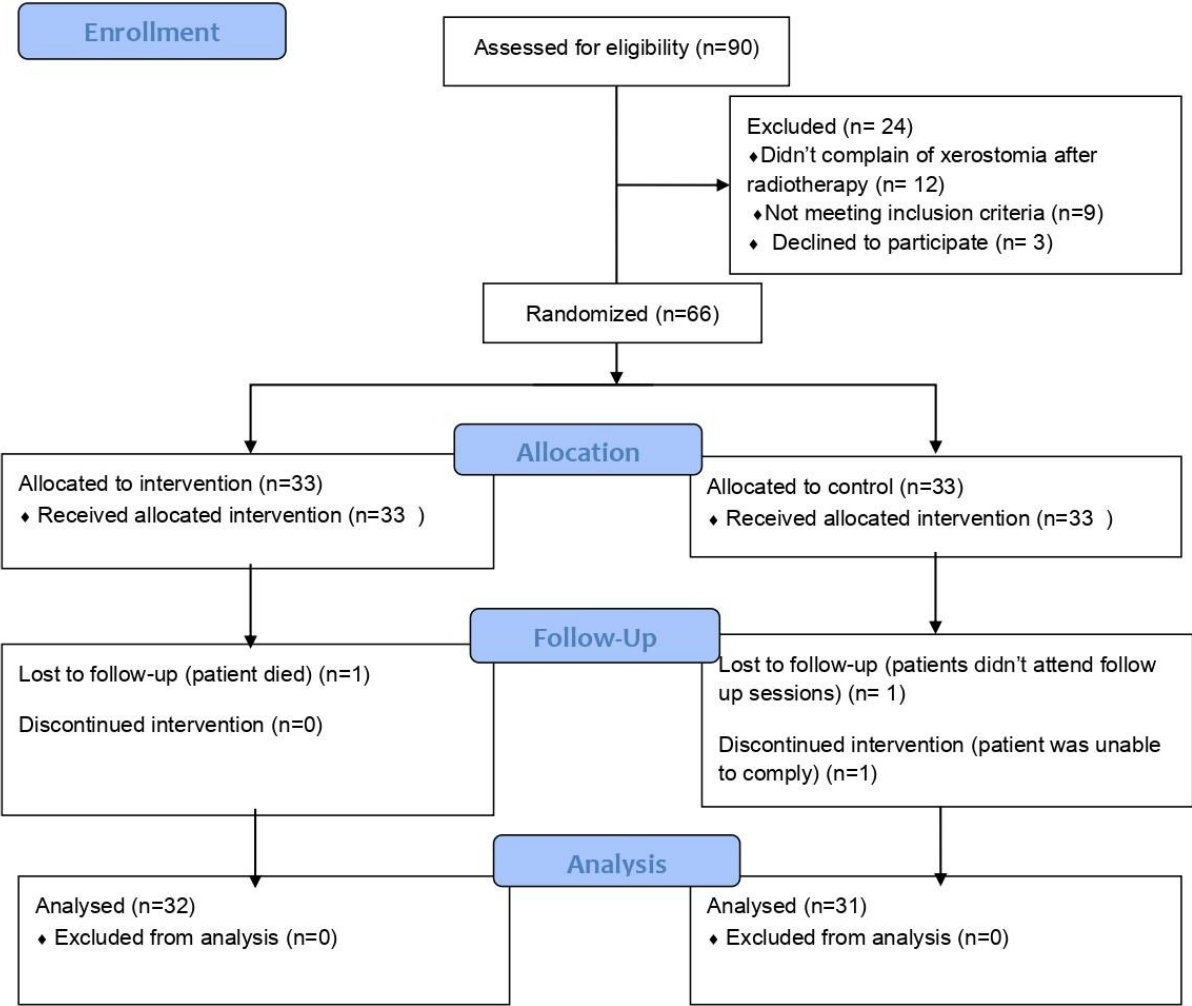 Enrollment
Assessed for eligibility (n=90)
Excluded (n= 24)
♦Didn’t complain of xerostomia after
radiotherapy (n= 12)
♦Not meeting inclusion criteria (n=9)
♦ Declined to participate (n= 3)
Randomized (n=66)
Allocation
Allocated to intervention (n=33)
♦ Received allocated intervention (n=33 )
Allocated to control (n=33)
♦ Received allocated intervention (n=33 )
Follow-Up
Lost to follow-up (patient died) (n=1)
Discontinued intervention (n=0)
Lost to follow-up (patients didn’t attend follow
up sessions) (n= 1)
Discontinued intervention (patient was unable
to comply) (n=1)
Analysis
Analysed (n=32)
♦ Excluded from analysis (n=0)
Analysed (n=31)
♦ Excluded from analysis (n=0)